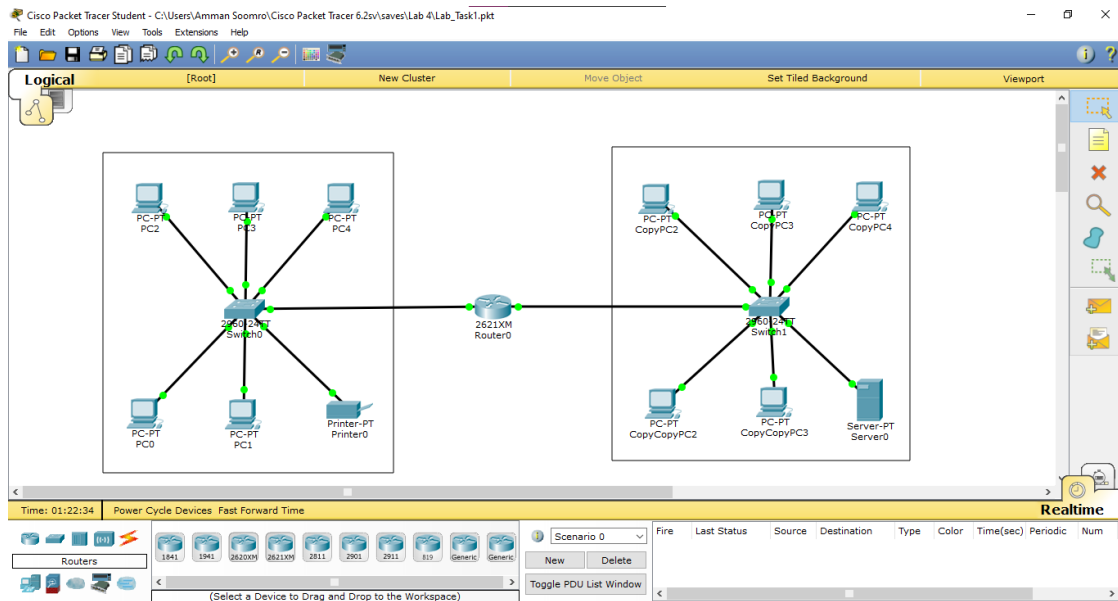 Cisco Packet Tracer Student - C:\Users\Amman Soomro\Cisco Packet Tracer 6.2sv\saves\Lab 4\Lab_Task1.pkt
File Edit Options View Tools Extensions Help
Logical [Root] New Cluster Move Object Set Tiled Background Viewport
PC-PT
PC2
PC-PT
PC3
PC-PT
PC4
PC-PT
CopyPC2
PC-PT
CopyPC3
PC-PT
CopyPC4
2960-24TT
Switch0
2621XM
Router0
2960-24TT
Switch1
PC-PT
PC0
PC-PT
PC1
Printer-PT
Printer0
PC-PT
CopyCopyPC2
PC-PT
CopyCopyPC3
Server-PT
Server0
Time: 01:22:34 Power Cycle Devices Fast Forward Time Realtime
Routers
1841 1941 2620XM 2621XM 2811 2901 2911 819 Generic Generic
(Select a Device to Drag and Drop to the Workspace)
Scenario 0
New Delete
Toggle PDU List Window
Fire Last Status Source Destination Type Color Time(sec) Periodic Num